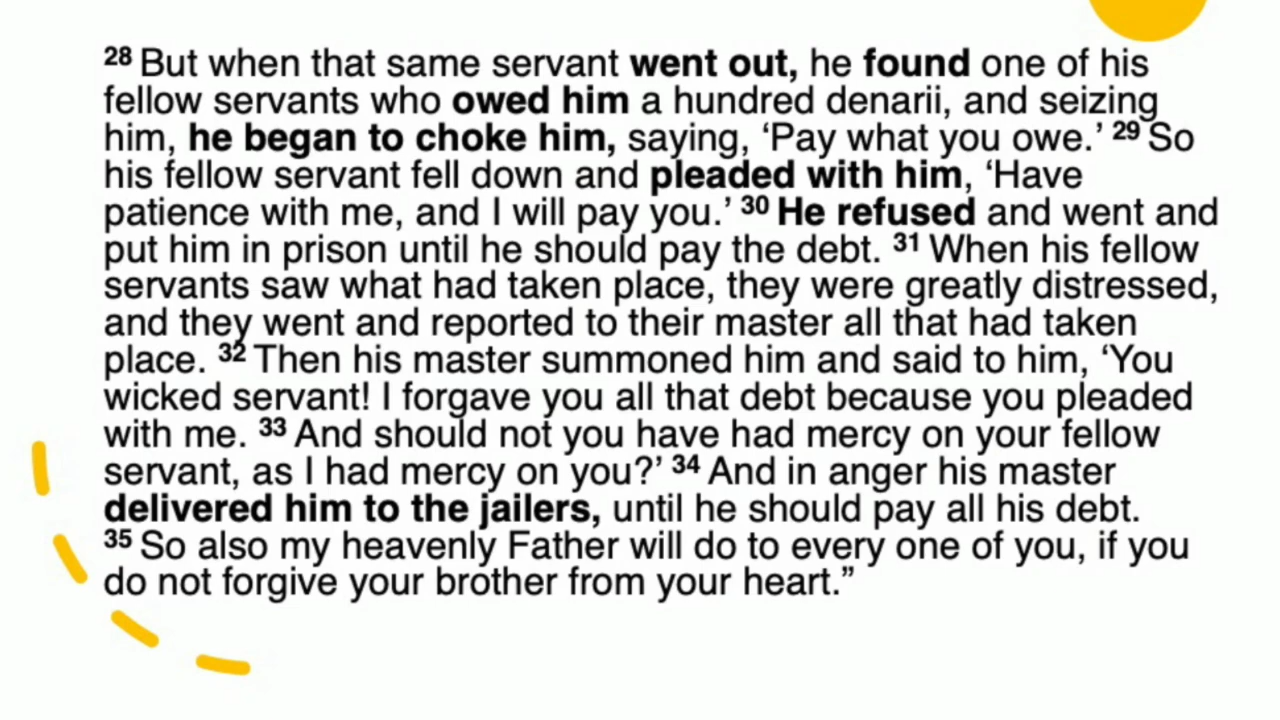 28 But when that same servant went out, he found one of his
fellow servants who owed him a hundred denarii, and seizing
him, he began to choke him, saying, ‘Pay what you owe.’ 29 So
his fellow servant fell down and pleaded with him, ‘Have
patience with me, and I will pay you.’ 30 He refused and went and
put him in prison until he should pay the debt. 31 When his fellow
servants saw what had taken place, they were greatly distressed,
and they went and reported to their master all that had taken
place. 32 Then his master summoned him and said to him, ‘You
wicked servant! I forgave you all that debt because you pleaded
with me. 33 And should not you have had mercy on your fellow
servant, as I had mercy on you?’ 34 And in anger his master
delivered him to the jailers, until he should pay all his debt.
35 So also my heavenly Father will do to every one of you, if you
do not forgive your brother from your heart.”